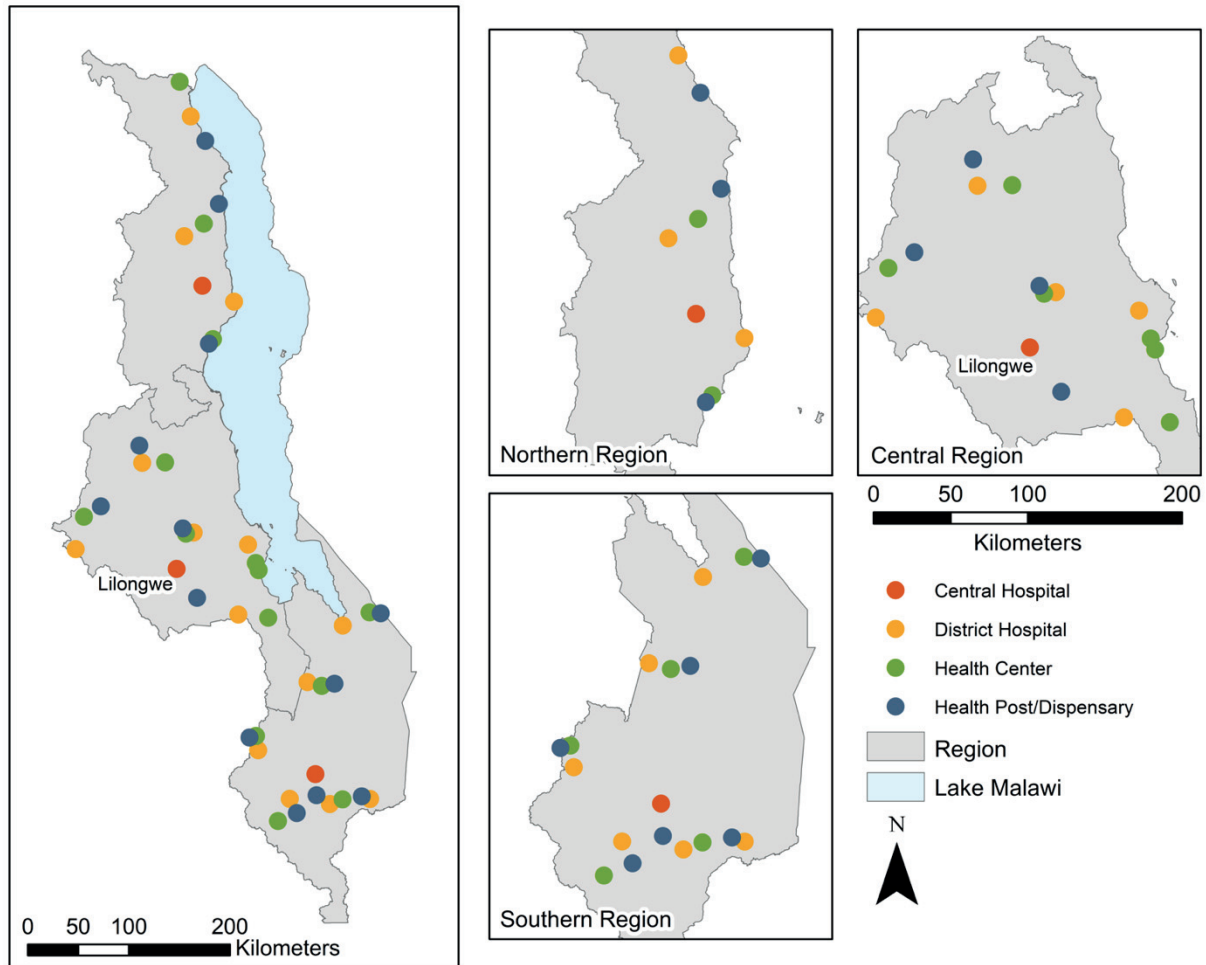 Lilongwe
0 50 100 200
Kilometers
Northern Region
Southern Region
Lilongwe
Central Region
0 50 100 200
Kilometers
Central Hospital
District Hospital
Health Center
Health Post/Dispensary
Region
Lake Malawi
N